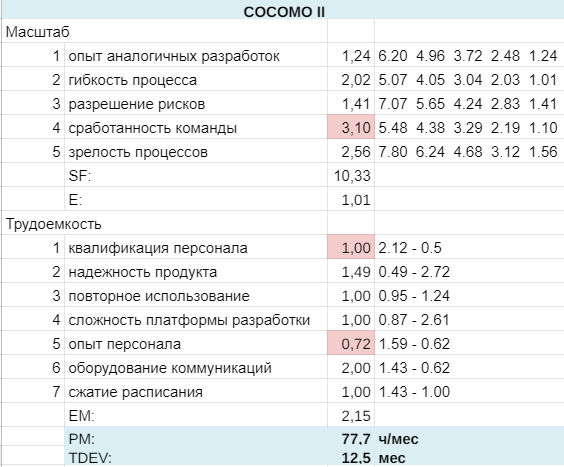 COCOMO II
Масштаб
1 опыт аналогичных разработок 1,24 6.20 4.96 3.72 2.48 1.24
2 гибкость процесса 2,02 5.07 4.05 3.04 2.03 1.01
3 разрешение рисков 1,41 7.07 5.65 4.24 2.83 1.41
4 сработанность команды 3,10 5.48 4.38 3.29 2.19 1.10
5 зрелость процессов 2,56 7.80 6.24 4.68 3.12 1.56
SF: 10,33
E: 1,01
Трудоемкость
1 квалификация персонала 1,00 2.12 - 0.5
2 надежность продукта 1,49 0.49 - 2.72
3 повторное использование 1,00 0.95 - 1.24
4 сложность платформы разработки 1,00 0.87 - 2.61
5 опыт персонала 0,72 1.59 - 0.62
6 оборудование коммуникаций 2,00 1.43 - 0.62
7 сжатие расписания 1,00 1.43 - 1.00
EM: 2,15
PM: 77,7 ч/мес
TDEV: 12,5 мес